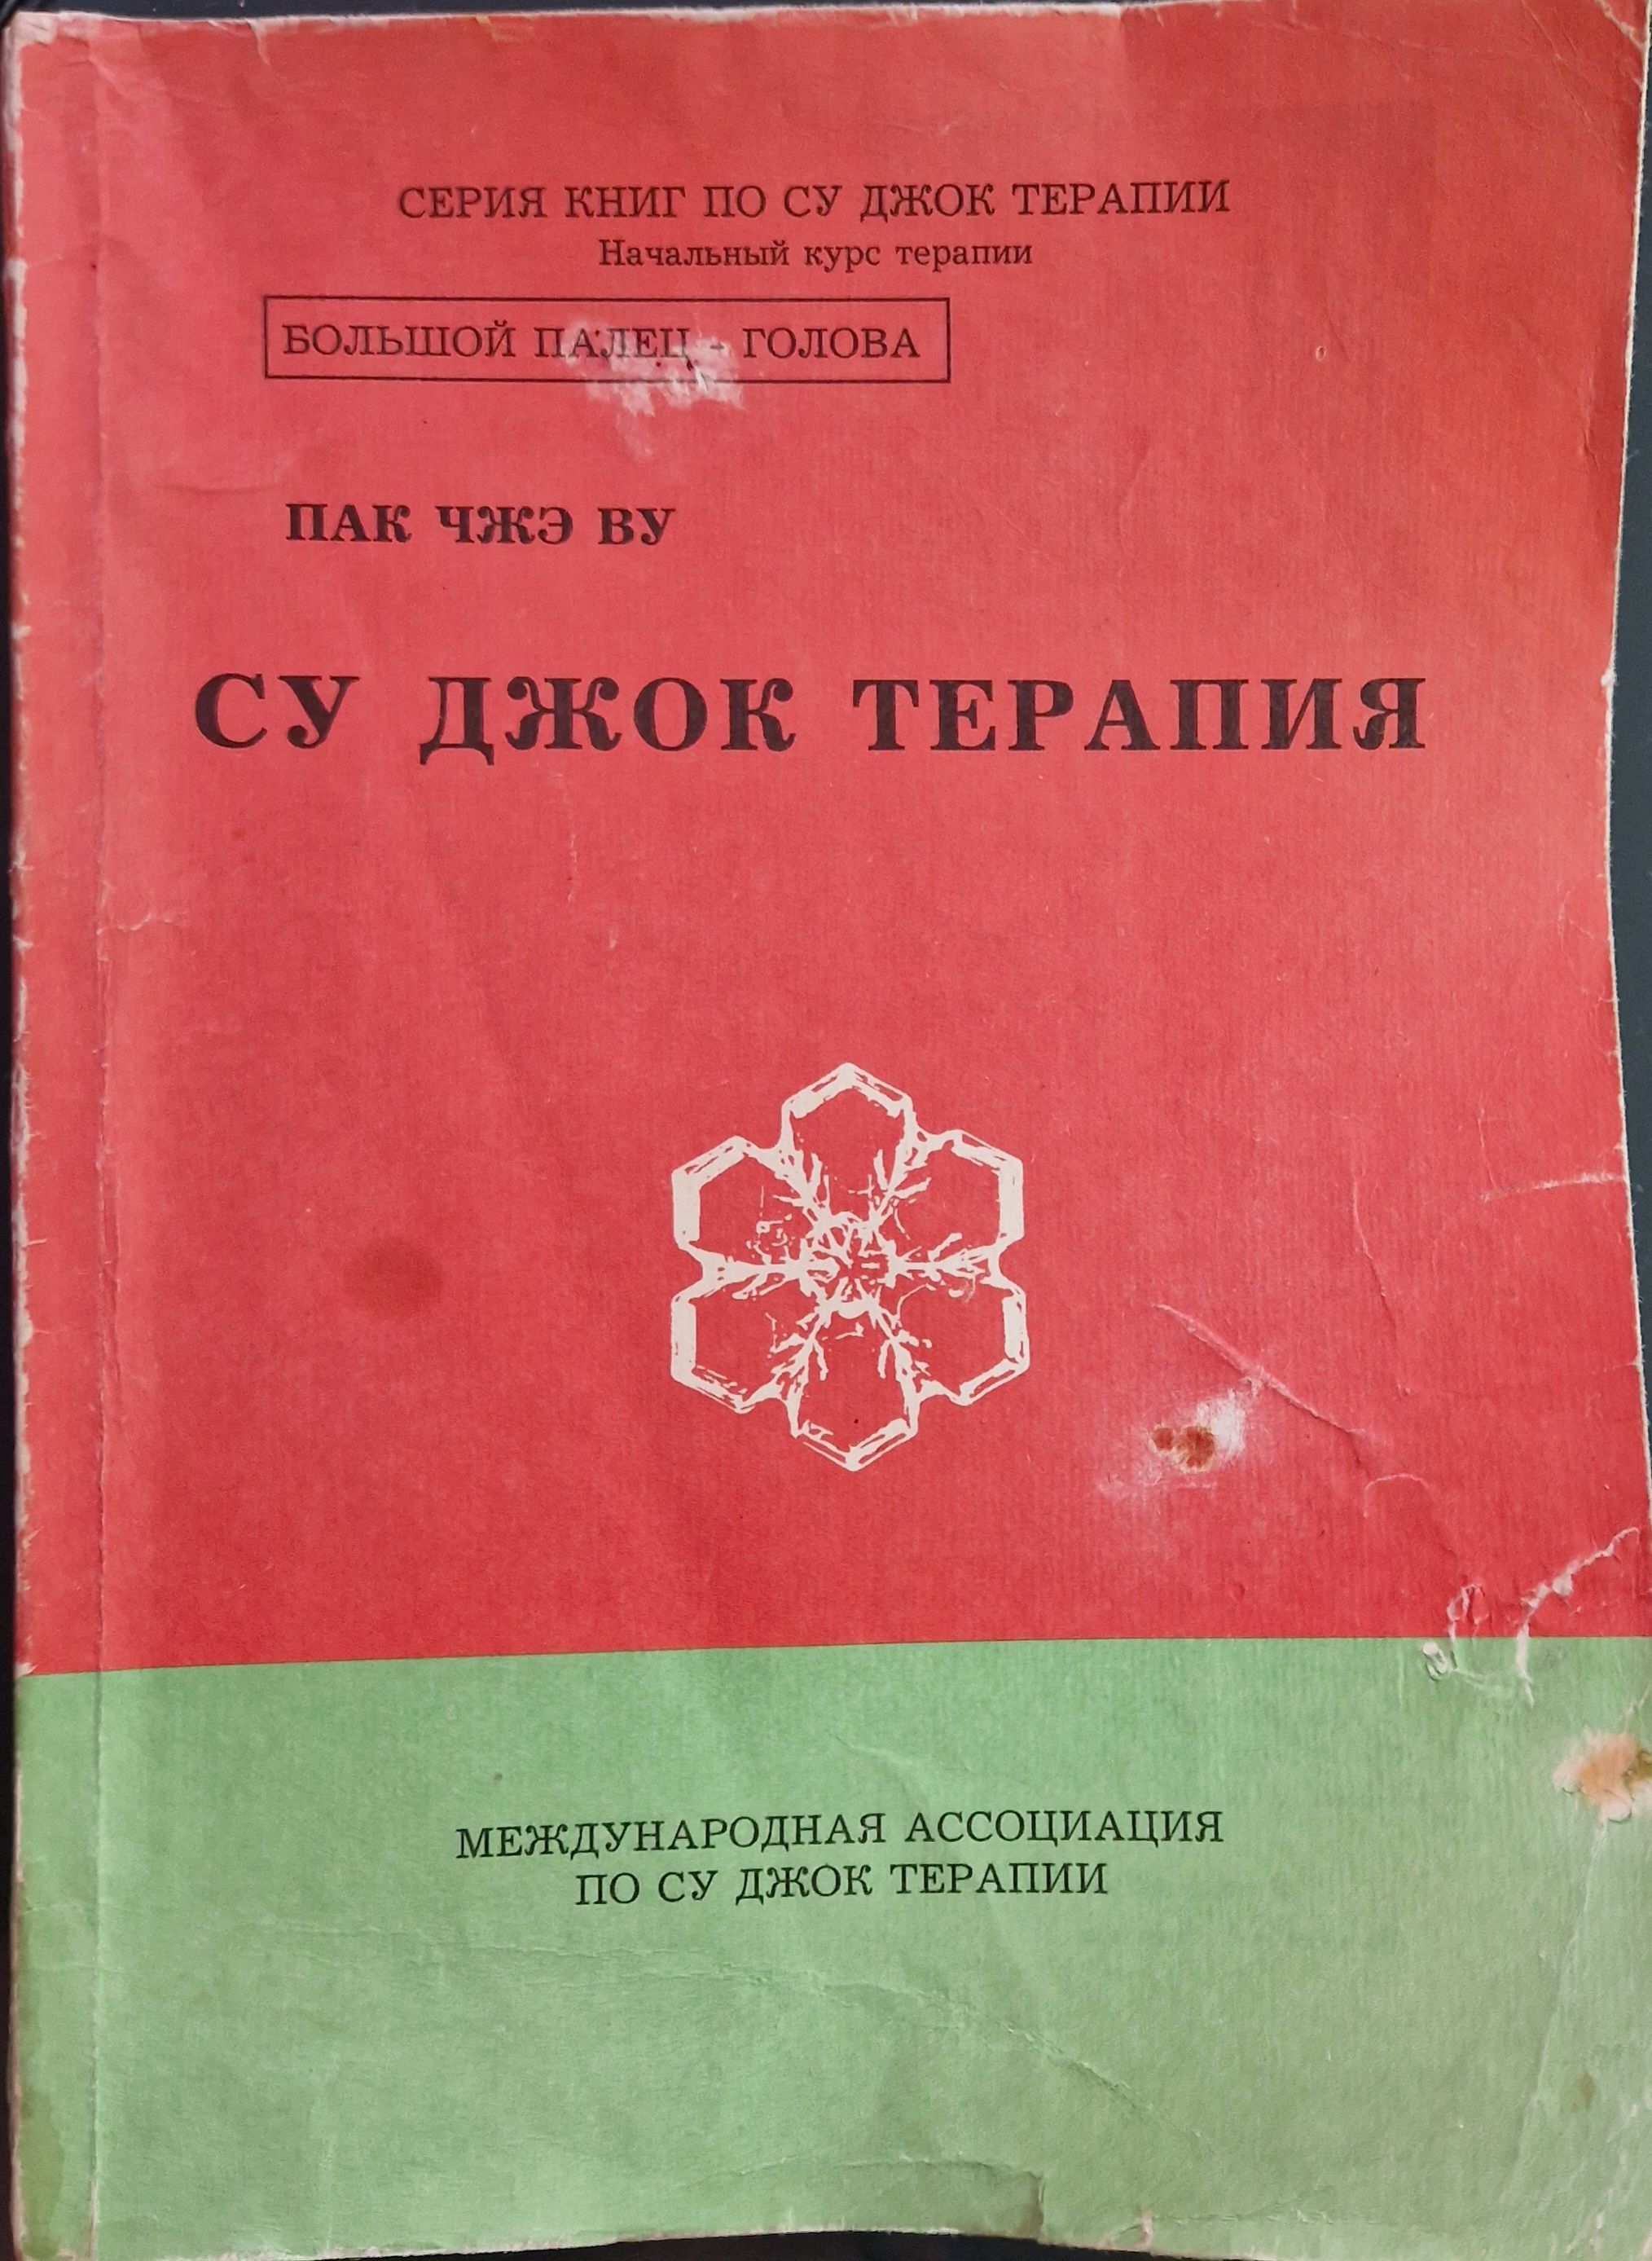 СЕРИЯ КНИГ ПО СУ ДЖОК ТЕРАПИИ
Начальный курс терапии
БОЛЬШОЙ ПАЛЕЦ - ГОЛОВА
ПАК ЧЖЭ ВУ
СУ ДЖОК ТЕРАПИЯ
МЕЖДУНАРОДНАЯ АССОЦИАЦИЯ
ПО СУ ДЖОК ТЕРАПИИ